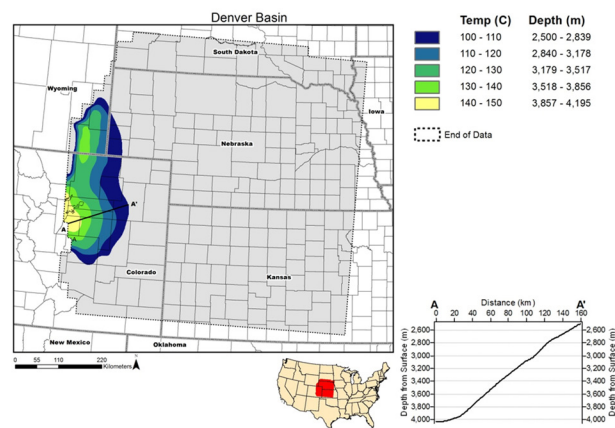 Denver Basin
Temp (C) Depth (m)
100 - 110 2,500 - 2,839
110 - 120 2,840 - 3,178
120 - 130 3,179 - 3,517
130 - 140 3,518 - 3,856
140 - 150 3,857 - 4,195
End of Data
South Dakota
Wyoming
Iowa
Nebraska
A'
A
Colorado
Kansas
New Mexico
Oklahoma
0 55 110 220
Kilometers
N
A Distance (km) A'
0 20 40 60 80 100 120 140 160
Depth from Surface (m)
2,600
2,800
3,000
3,200
3,400
3,600
3,800
4,000
2,600
2,800
3,000
3,200
3,400
3,600
3,800
4,000
Depth from Surface (m)